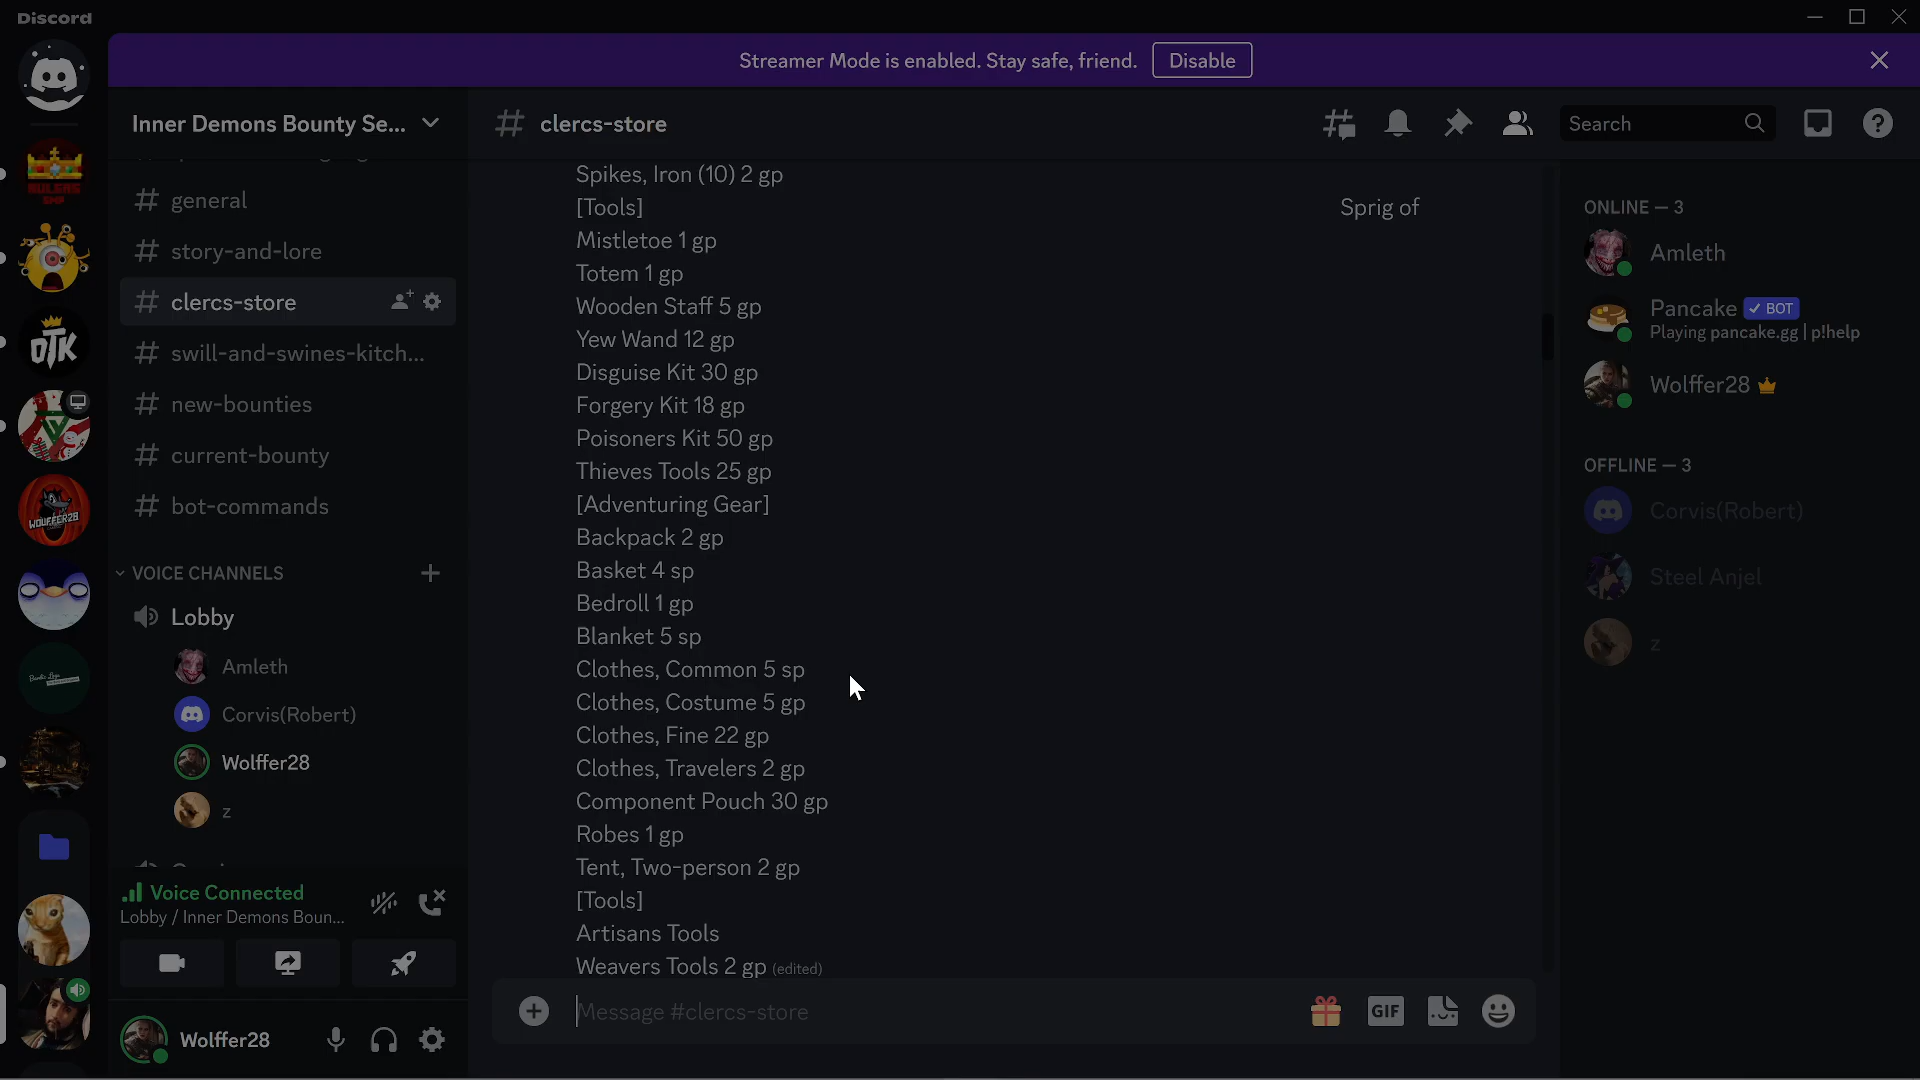 Discord
Streamer Mode is enabled. Stay safe, friend.
Disable
Inner Demons Bounty Se...
general
story-and-lore
clercs-store
swill-and-swines-kitch...
new-bounties
current-bounty
bot-commands
VOICE CHANNELS
Lobby
Amleth
Corvis(Robert)
Wolffer28
z
Voice Connected
Lobby / Inner Demons Boun...
Wolffer28
# clercs-store
Search
Spikes, Iron (10) 2 gp
[Tools] Sprig of
Mistletoe 1 gp
Totem 1 gp
Wooden Staff 5 gp
Yew Wand 12 gp
Disguise Kit 30 gp
Forgery Kit 18 gp
Poisoners Kit 50 gp
Thieves Tools 25 gp
[Adventuring Gear]
Backpack 2 gp
Basket 4 sp
Bedroll 1 gp
Blanket 5 sp
Clothes, Common 5 sp
Clothes, Costume 5 gp
Clothes, Fine 22 gp
Clothes, Travelers 2 gp
Component Pouch 30 gp
Robes 1 gp
Tent, Two-person 2 gp
[Tools]
Artisans Tools
Weavers Tools 2 gp (edited)
Message #clercs-store
GIF
ONLINE — 3
Amleth
Pancake ✓ BOT
Playing pancake.gg | p!help
Wolffer28
OFFLINE — 3
Corvis(Robert)
Steel Anjel
z
RULERS
SMP
OTK
WOLFFER28